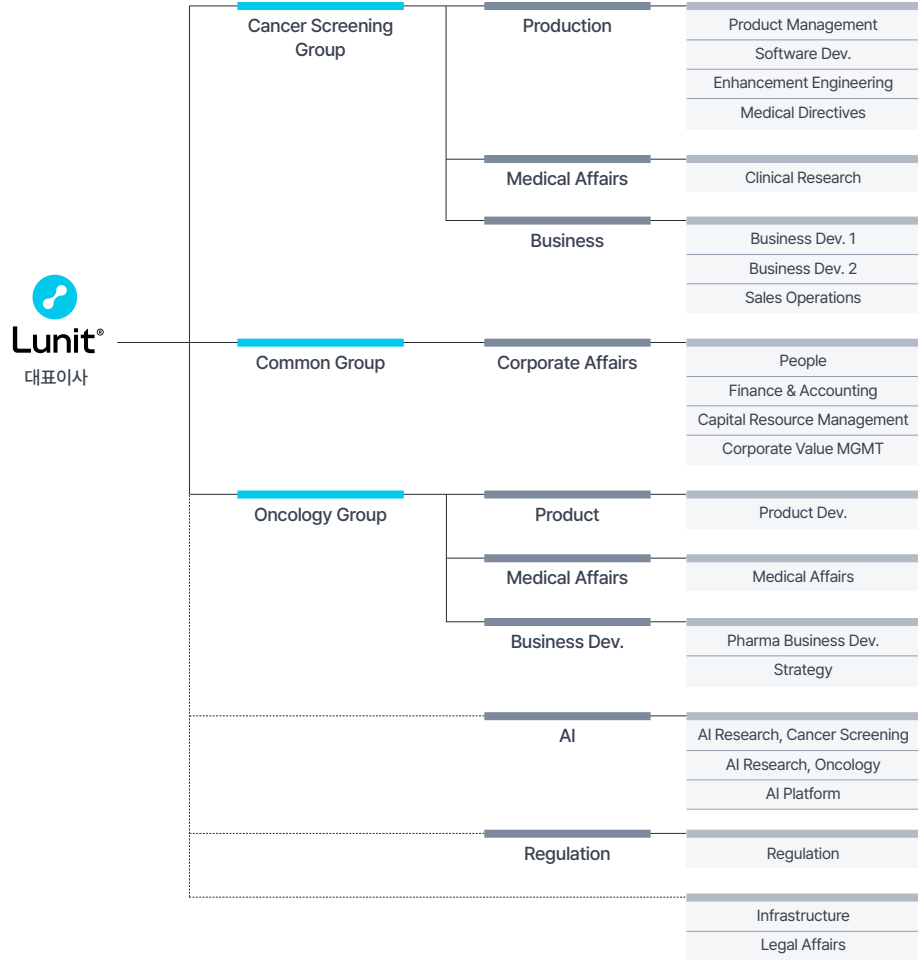 Cancer Screening
Group
Production
Product Management
Software Dev.
Enhancement Engineering
Medical Directives
Medical Affairs
Clinical Research
Business
Business Dev. 1
Business Dev. 2
Sales Operations
Lunit®
대표이사
Common Group
Corporate Affairs
People
Finance & Accounting
Capital Resource Management
Corporate Value MGMT
Oncology Group
Product
Product Dev.
Medical Affairs
Medical Affairs
Business Dev.
Pharma Business Dev.
Strategy
AI
AI Research, Cancer Screening
AI Research, Oncology
AI Platform
Regulation
Regulation
Infrastructure
Legal Affairs